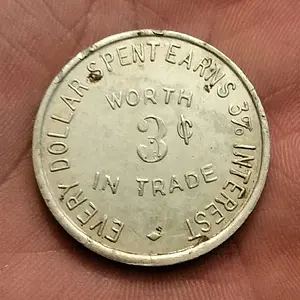 EVERY DOLLAR SPENT EARNS 3% INTEREST
WORTH
3¢
IN TRADE